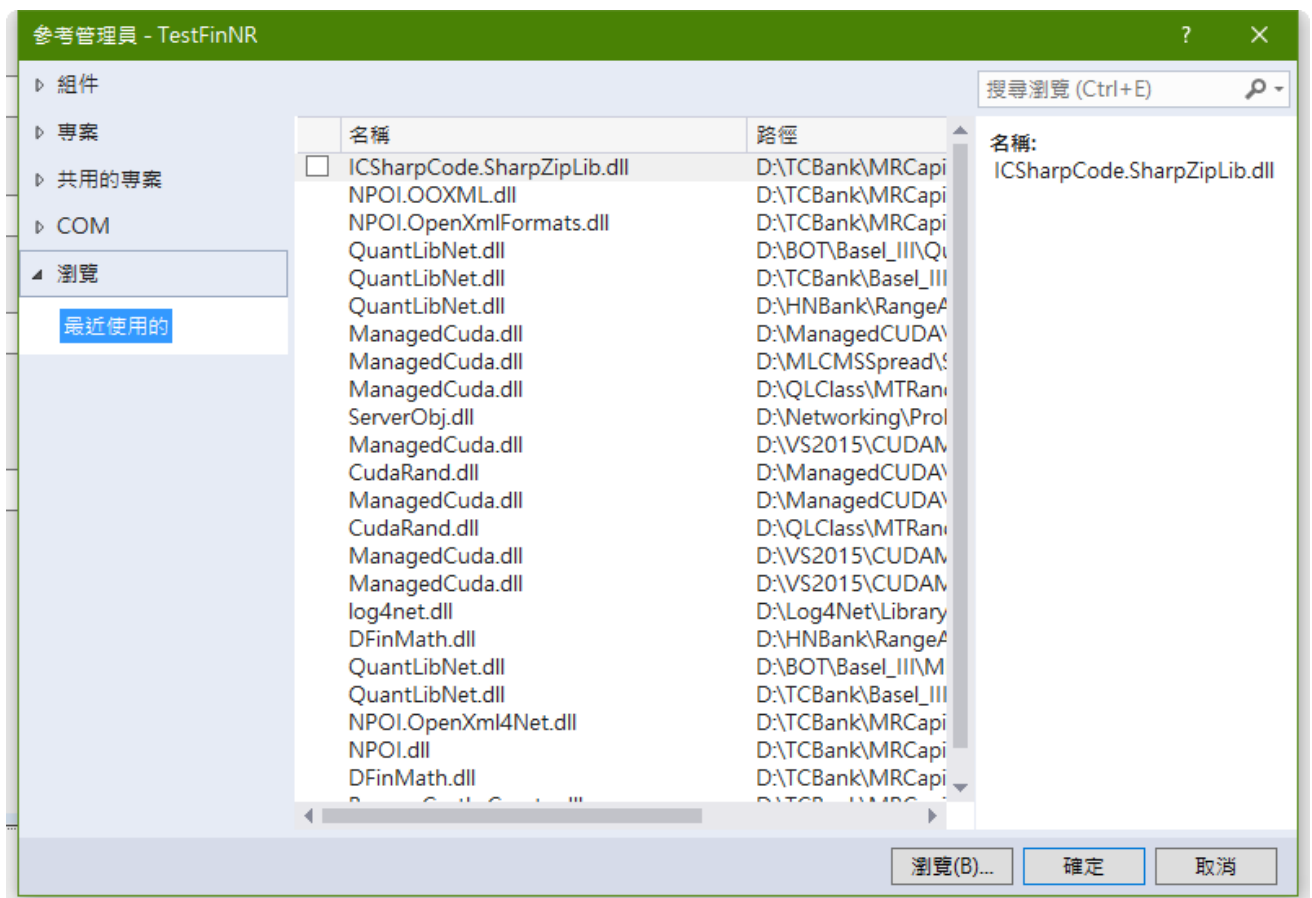 參考管理員 - TestFinNR
?
組件
專案
共用的專案
COM
瀏覽
最近使用的
搜尋瀏覽 (Ctrl+E)
名稱 路徑
ICSharpCode.SharpZipLib.dll D:\TCBank\MRCapi
NPOI.OOXML.dll D:\TCBank\MRCapi
NPOI.OpenXmlFormats.dll D:\TCBank\MRCapi
QuantLibNet.dll D:\BOT\Basel_III\Qu
QuantLibNet.dll D:\TCBank\Basel_III
QuantLibNet.dll D:\HNBank\RangeA
ManagedCuda.dll D:\ManagedCUDA\
ManagedCuda.dll D:\MLCMSSpread\S
ManagedCuda.dll D:\QLClass\MTRan
ServerObj.dll D:\Networking\Pro
ManagedCuda.dll D:\VS2015\CUDAM
CudaRand.dll D:\ManagedCUDA\
ManagedCuda.dll D:\ManagedCUDA\
CudaRand.dll D:\QLClass\MTRan
ManagedCuda.dll D:\VS2015\CUDAM
ManagedCuda.dll D:\VS2015\CUDAM
log4net.dll D:\Log4Net\Library
DFinMath.dll D:\HNBank\RangeA
QuantLibNet.dll D:\BOT\Basel_III\M
QuantLibNet.dll D:\TCBank\Basel_III
NPOI.OpenXml4Net.dll D:\TCBank\MRCapi
NPOI.dll D:\TCBank\MRCapi
DFinMath.dll D:\TCBank\MRCapi
名稱:
ICSharpCode.SharpZipLib.dll
瀏覽(B)... 確定 取消